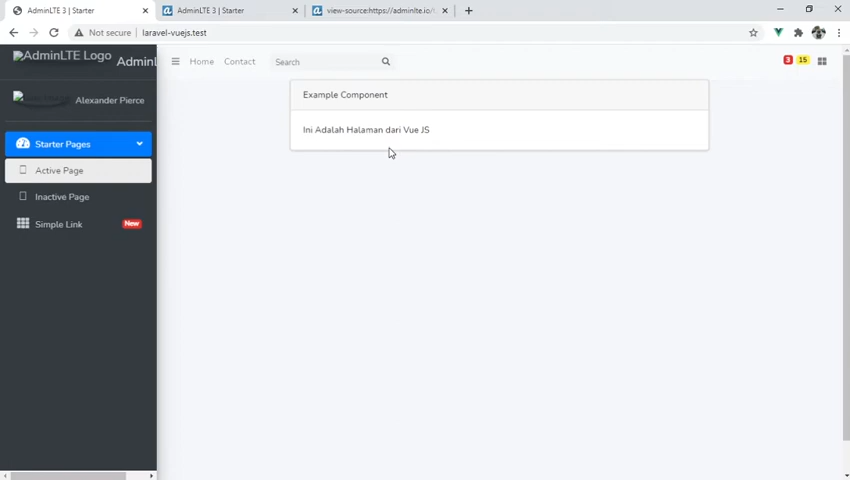 AdminLTE 3 | Starter
AdminLTE 3 | Starter
view-source:https://adminlte.io/
Not secure
laravel-vuejs.test
AdminLTE Logo
AdminL
Home
Contact
Search
3
15
Example Component
Alexander Pierce
Ini Adalah Halaman dari Vue JS
Starter Pages
Active Page
Inactive Page
Simple Link
New